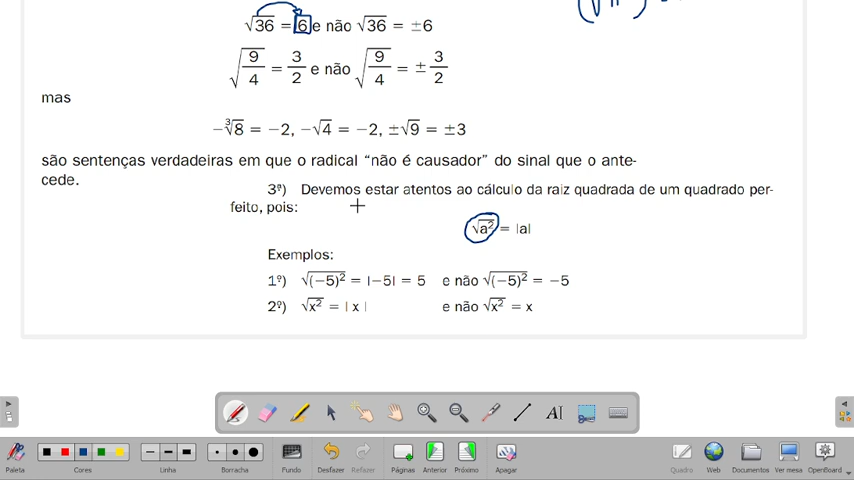 √36 = 6 e não √36 = ±6
√(9/4) = 3/2 e não √(9/4) = ± 3/2
mas
−∛8 = −2, −√4 = −2, ±√9 = ±3
são sentenças verdadeiras em que o radical “não é causador” do sinal que o ante-
cede.
3ª) Devemos estar atentos ao cálculo da raiz quadrada de um quadrado per-
feito, pois:
√a² = |a|
Exemplos:
1º) √(−5)² = |−5| = 5 e não √(−5)² = −5
2º) √x² = | x | e não √x² = x
Paleta
Cores
Linha
Borracha
Fundo
Desfazer
Refazer
Páginas
Anterior
Próximo
Apagar
Quadro
Web
Documentos
Ver mesa
OpenBoard